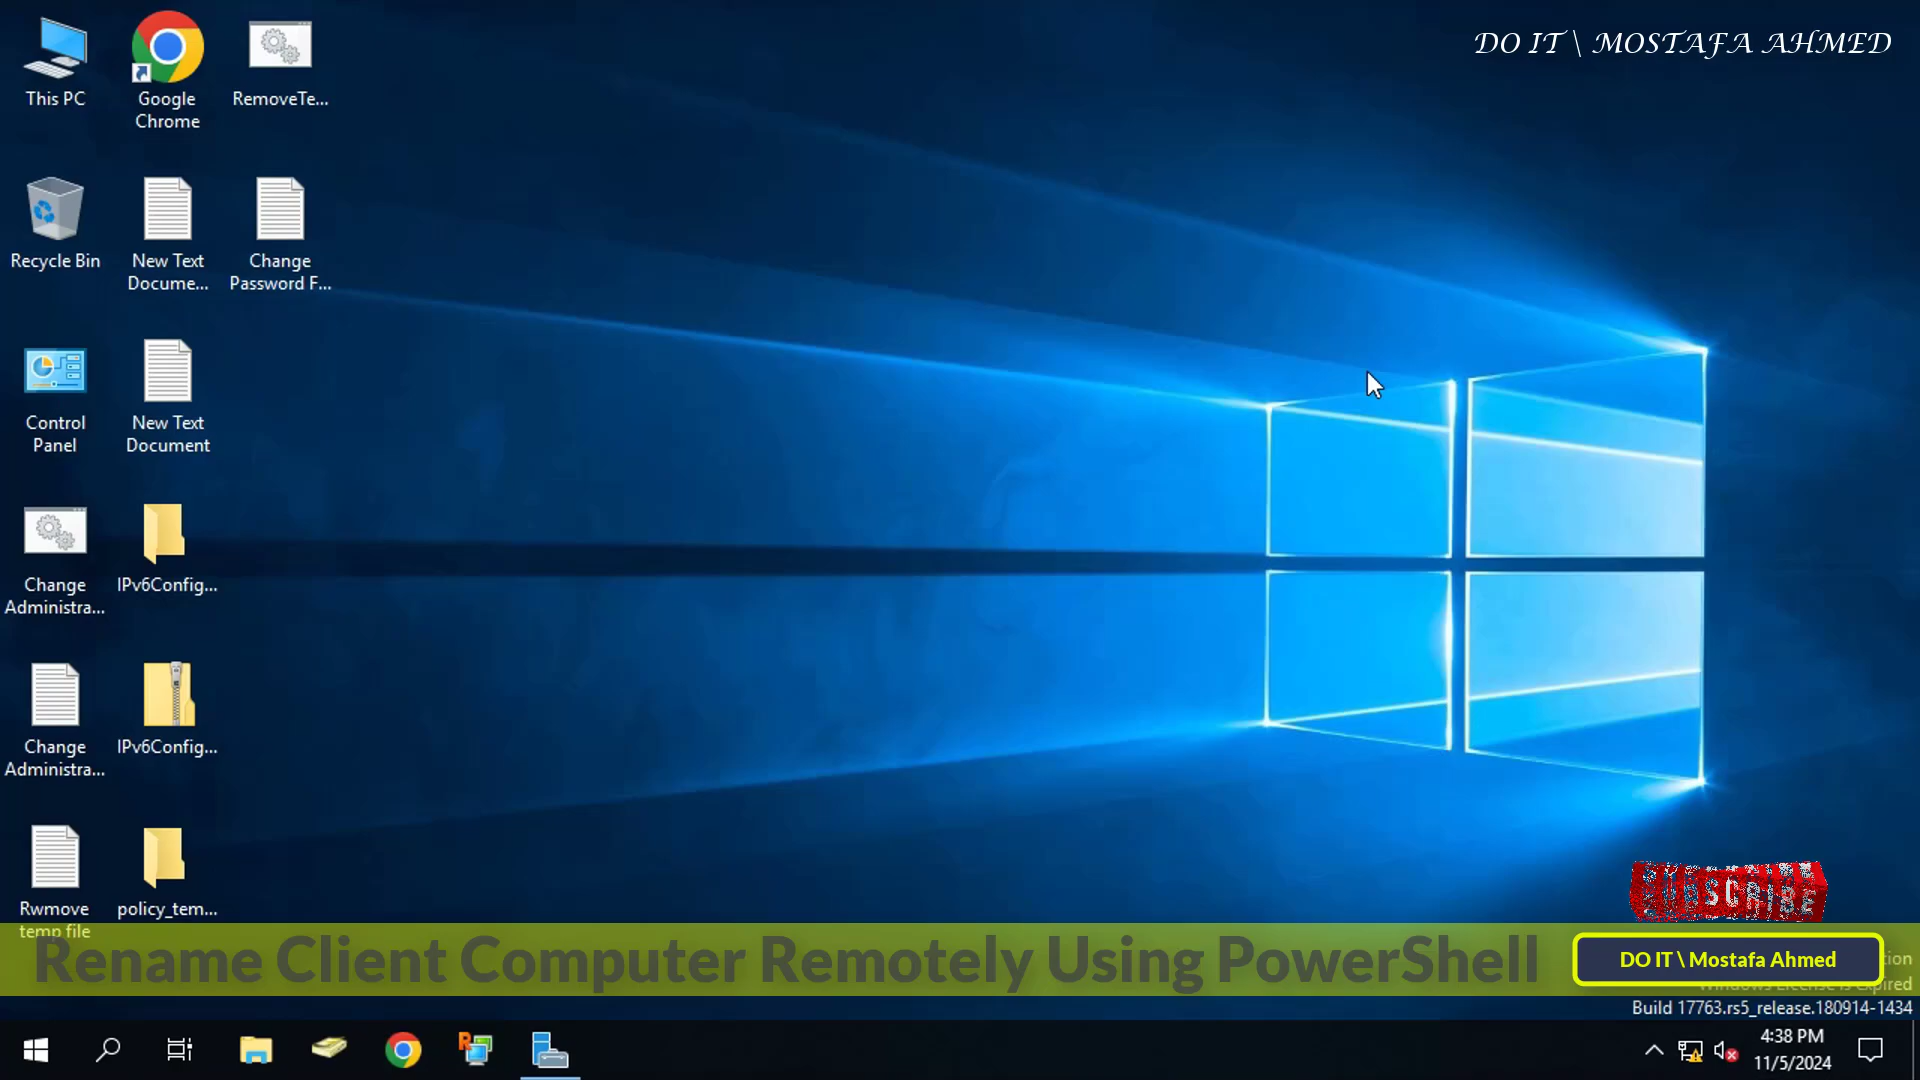 DO IT \ MOSTAFA AHMED
This PC
Google
Chrome
RemoveTe...
Recycle Bin
New Text
Docume...
Change
Password F...
Control
Panel
New Text
Document
Change
Administra...
IPv6Config...
Change
Administra...
IPv6Config...
Rwmove
temp file
policy_tem...
SUBSCRIBE
Rename Client Computer Remotely Using PowerShell
DO IT \ Mostafa Ahmed
Build 17763.rs5_release.180914-1434
4:38 PM
11/5/2024